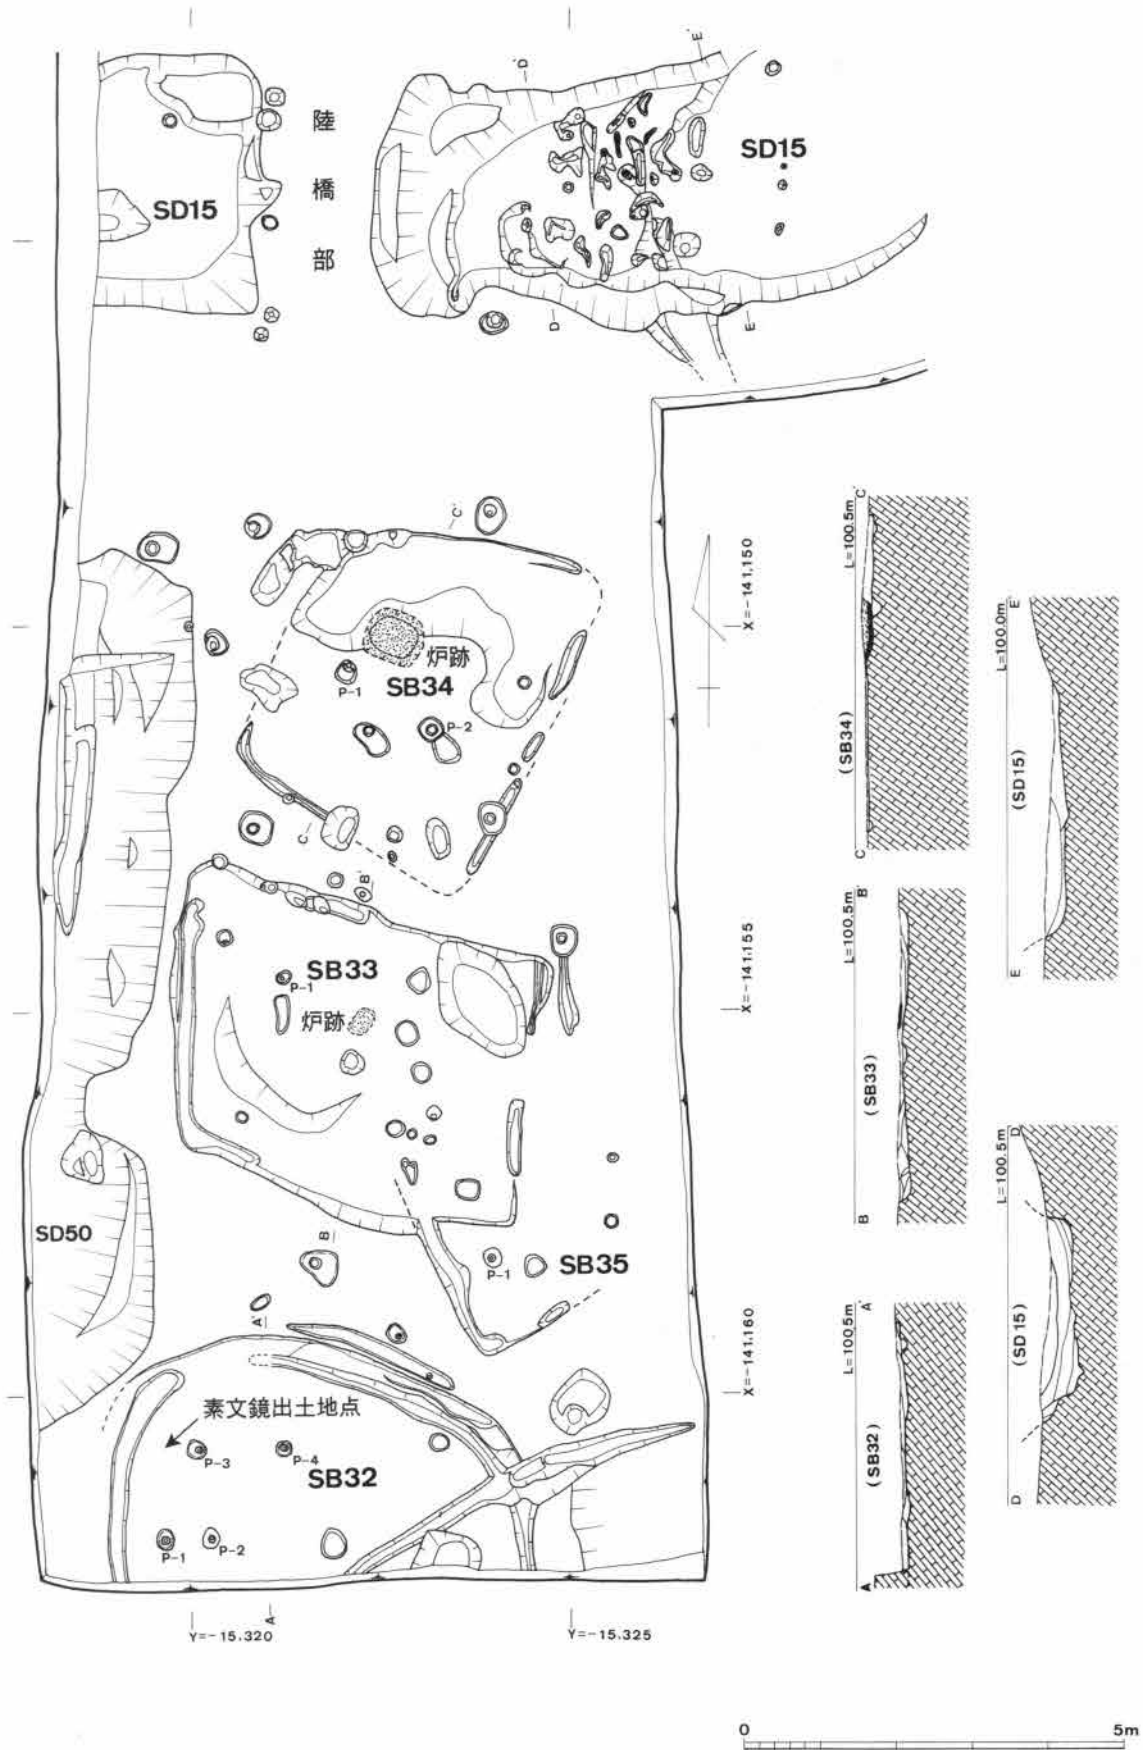 E'
D'
陸橋部
SD15
SD15
D
E
C'
L=100.5m
C'
X=-141,150
L=100.0m
E'
炉跡
P-1
SB34
P-2
(SB34)
(SD15)
C
C
B'
L=100.5m
B'
X=-141,155
SB33
P-1
炉跡
E
(SB33)
L=100.5m
D'
B
B
SD50
P-1
SB35
A'
L=100.5m
A'
X=-141,160
(SD15)
素文鏡出土地点
P-3
P-4
SB32
(SB32)
D
P-1
P-2
A
A
Y=-15,320
Y=-15,325
0
5m